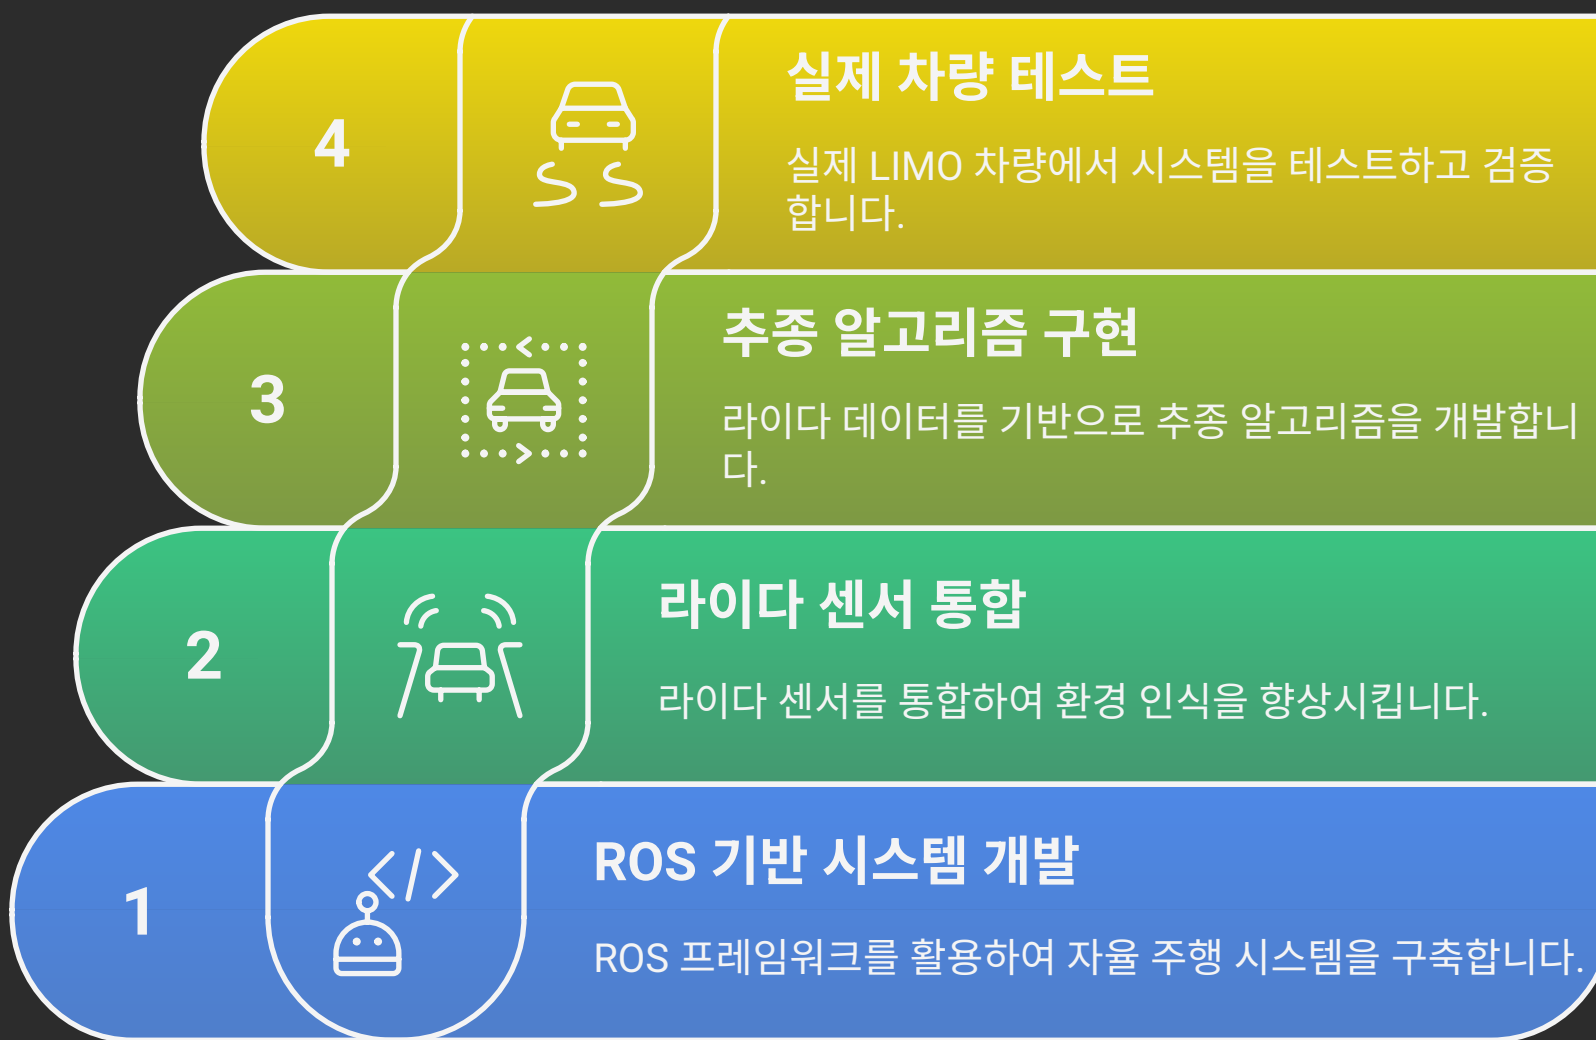 4
실제 차량 테스트
실제 LIMO 차량에서 시스템을 테스트하고 검증
합니다.
3
추종 알고리즘 구현
라이다 데이터를 기반으로 추종 알고리즘을 개발합니
다.
2
라이다 센서 통합
라이다 센서를 통합하여 환경 인식을 향상시킵니다.
1
ROS 기반 시스템 개발
ROS 프레임워크를 활용하여 자율 주행 시스템을 구축합니다.